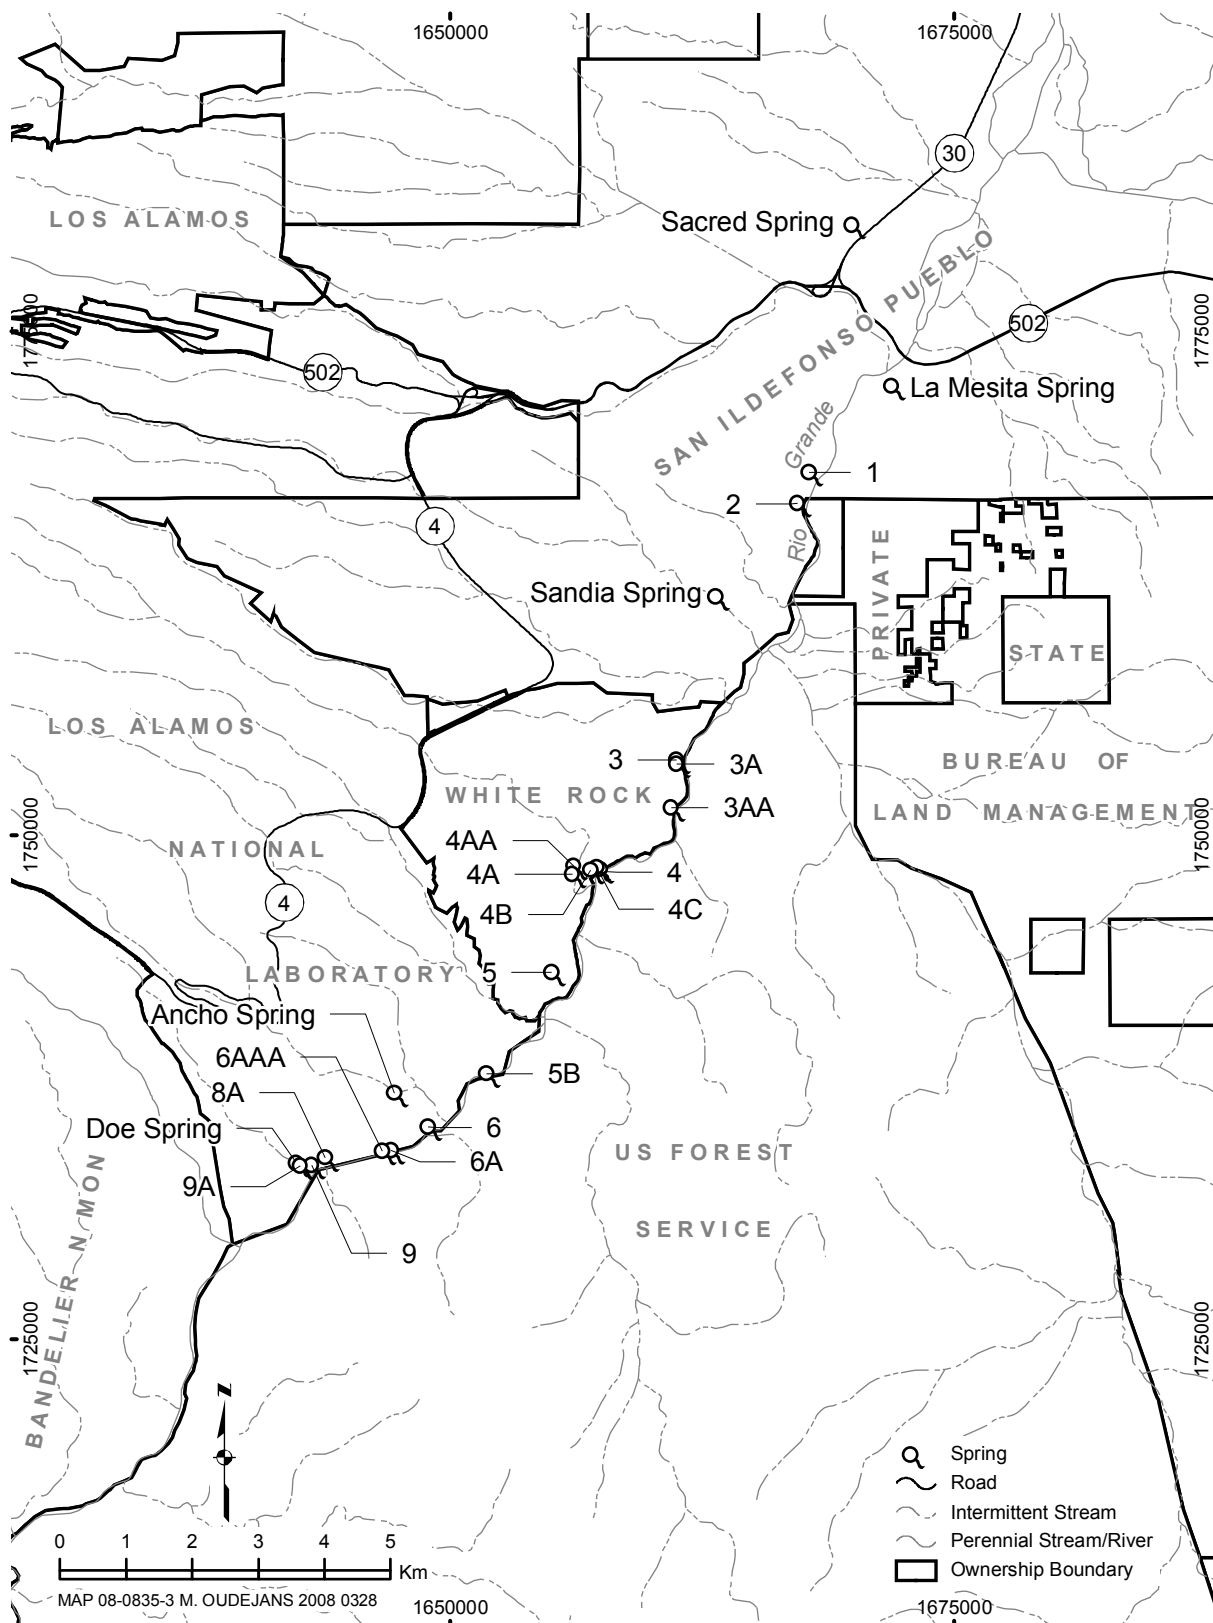 1650000
1675000
30
LOS ALAMOS
Sacred Spring
SAN ILDEFONSO PUEBLO
1775000
1775000
502
502
La Mesita Spring
Rio Grande
1
2
4
PRIVATE
Sandia Spring
STATE
LOS ALAMOS
3
3A
BUREAU OF
WHITE ROCK
3AA
LAND MANAGEMENT
1750000
1750000
NATIONAL
4AA
4A
4
4
4B
4C
LABORATORY
5
Ancho Spring
6AAA
5B
8A
Doe Spring
6
6A
US FOREST
9A
SERVICE
9
BANDELIER N MON
1725000
1725000
N
Spring
Road
Intermittent Stream
Perennial Stream/River
Ownership Boundary
0 1 2 3 4 5
Km
MAP 08-0835-3 M. OUDEJANS 2008 0328
1650000
1675000